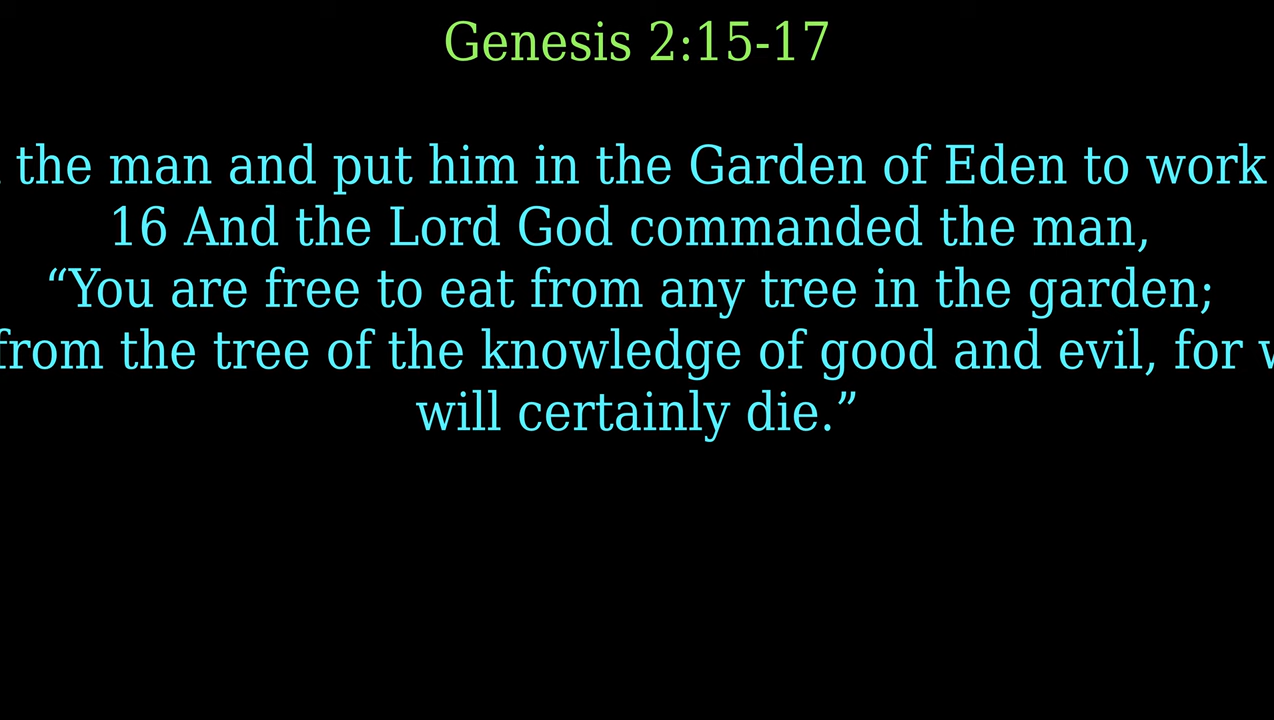 Genesis 2:15-17
the man and put him in the Garden of Eden to work
16 And the Lord God commanded the man,
“You are free to eat from any tree in the garden;
from the tree of the knowledge of good and evil, for
will certainly die.”